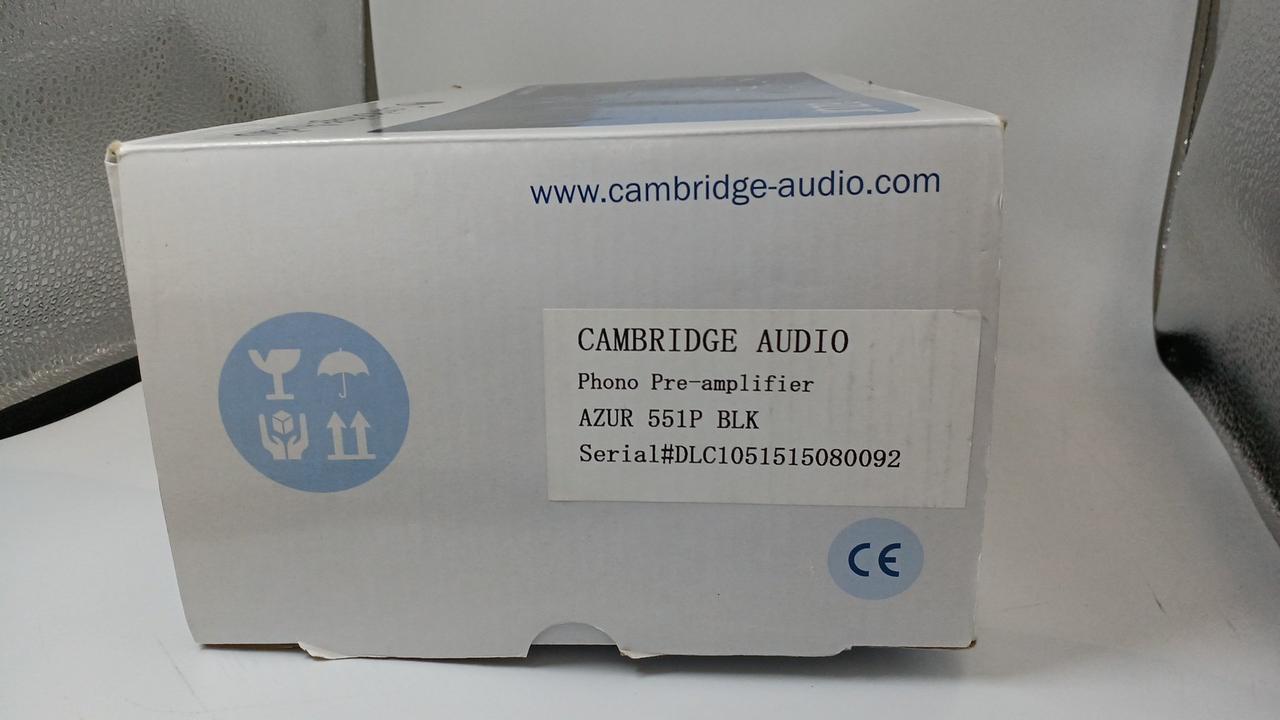 www.cambridge-audio.com
CAMBRIDGE AUDIO
Phono Pre-amplifier
AZUR 551P BLK
Serial#DLC1051515080092
CE